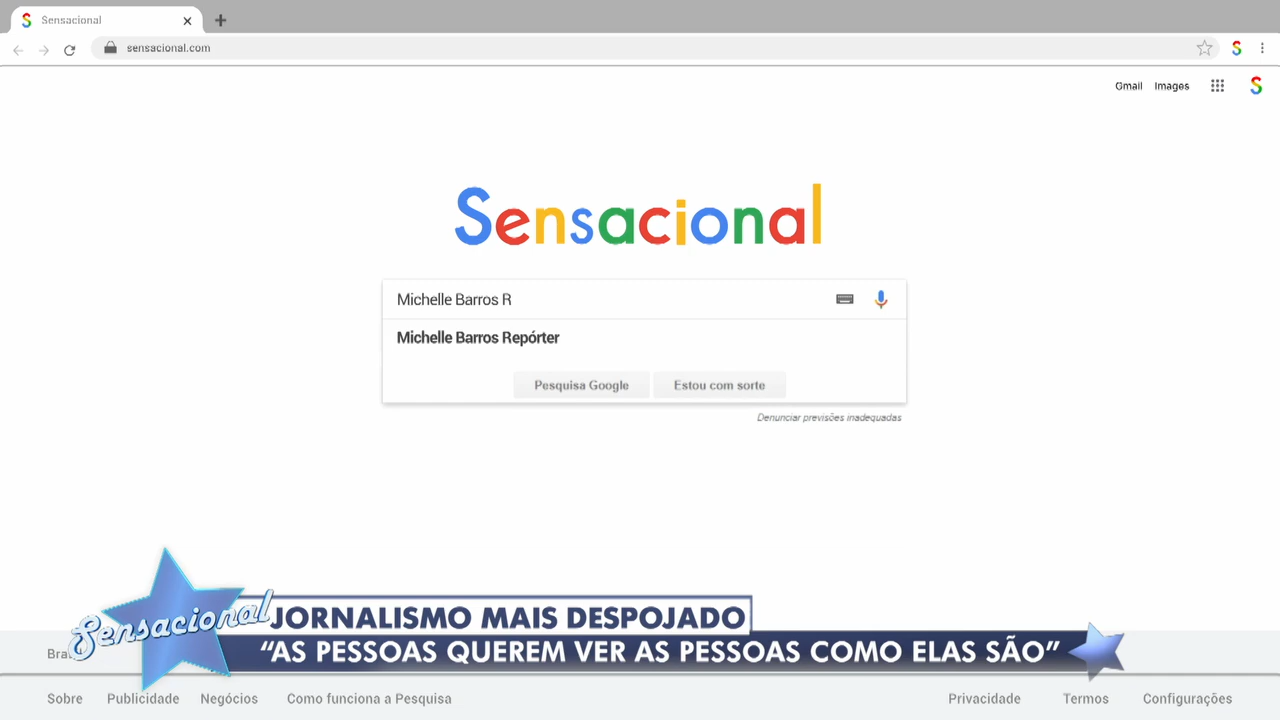 Sensacional
sensacional.com
Gmail Images
Sensacional
Michelle Barros R
Michelle Barros Repórter
Pesquisa Google Estou com sorte
Denunciar previsões inadequadas
Sensacional
JORNALISMO MAIS DESPOJADO
“AS PESSOAS QUEREM VER AS PESSOAS COMO ELAS SÃO”
Sobre Publicidade Negócios Como funciona a Pesquisa Privacidade Termos Configurações